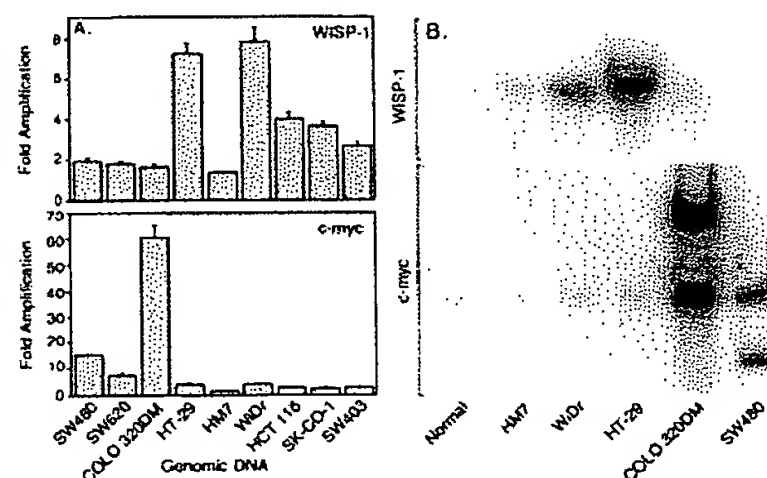 A.
WISP-1
Fold Amplification
8
6
4
2
0
c-myc
Fold Amplification
70
60
50
40
30
20
10
0
SW480
SW620
COLO 320DM
HT-29
HM7
WiDr
HCT 116
SK-CO-1
SW403
Genomic DNA
B.
WISP-1
c-myc
Normal
HM7
WiDr
HT-29
COLO 320DM
SW480